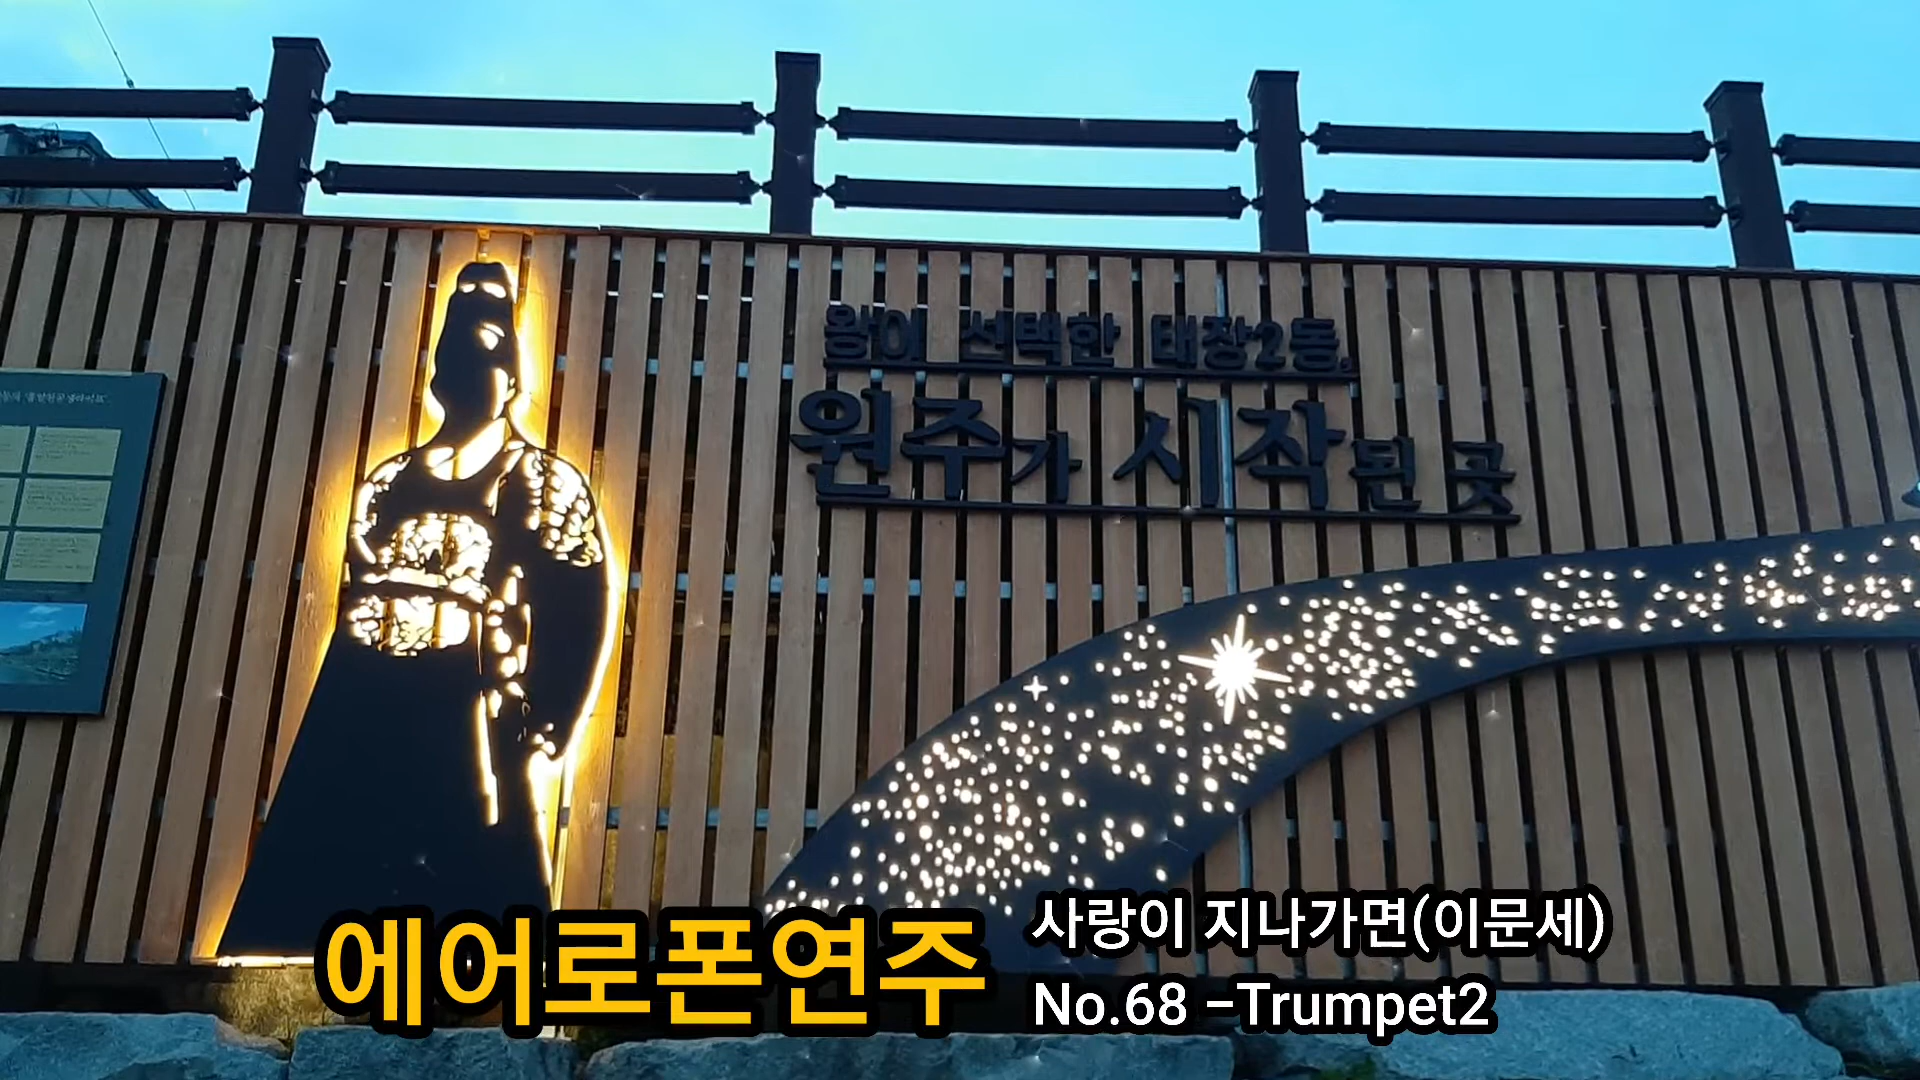 왕이 선택한 태장2동,
원주가 시작된 곳
에어로폰연주
사랑이 지나가면(이문세)
No.68 –Trumpet2